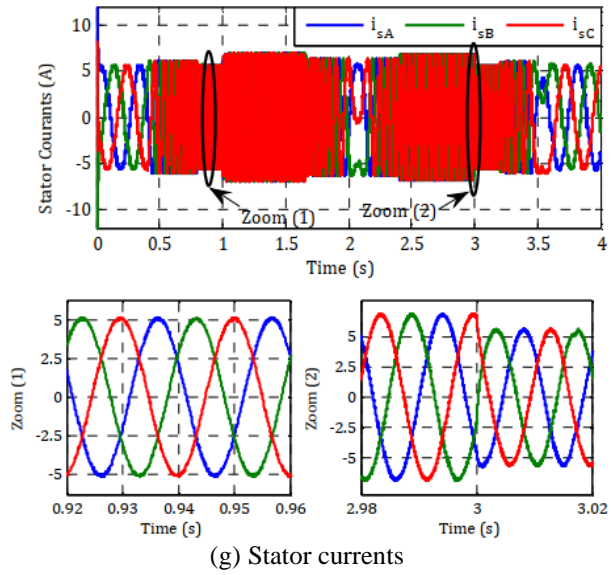 i_sA i_sB i_sC
Stator Courants (A)
10
5
0
-5
-10
Zoom (1)
Zoom (2)
0 0.5 1 1.5 2 2.5 3 3.5 4
Time (s)
Zoom (1)
5
2.5
-2.5
-5
0.92 0.93 0.94 0.95 0.96
Time (s)
Zoom (2)
5
2.5
-2.5
-5
2.98 3 3.02
Time (s)
(g) Stator currents